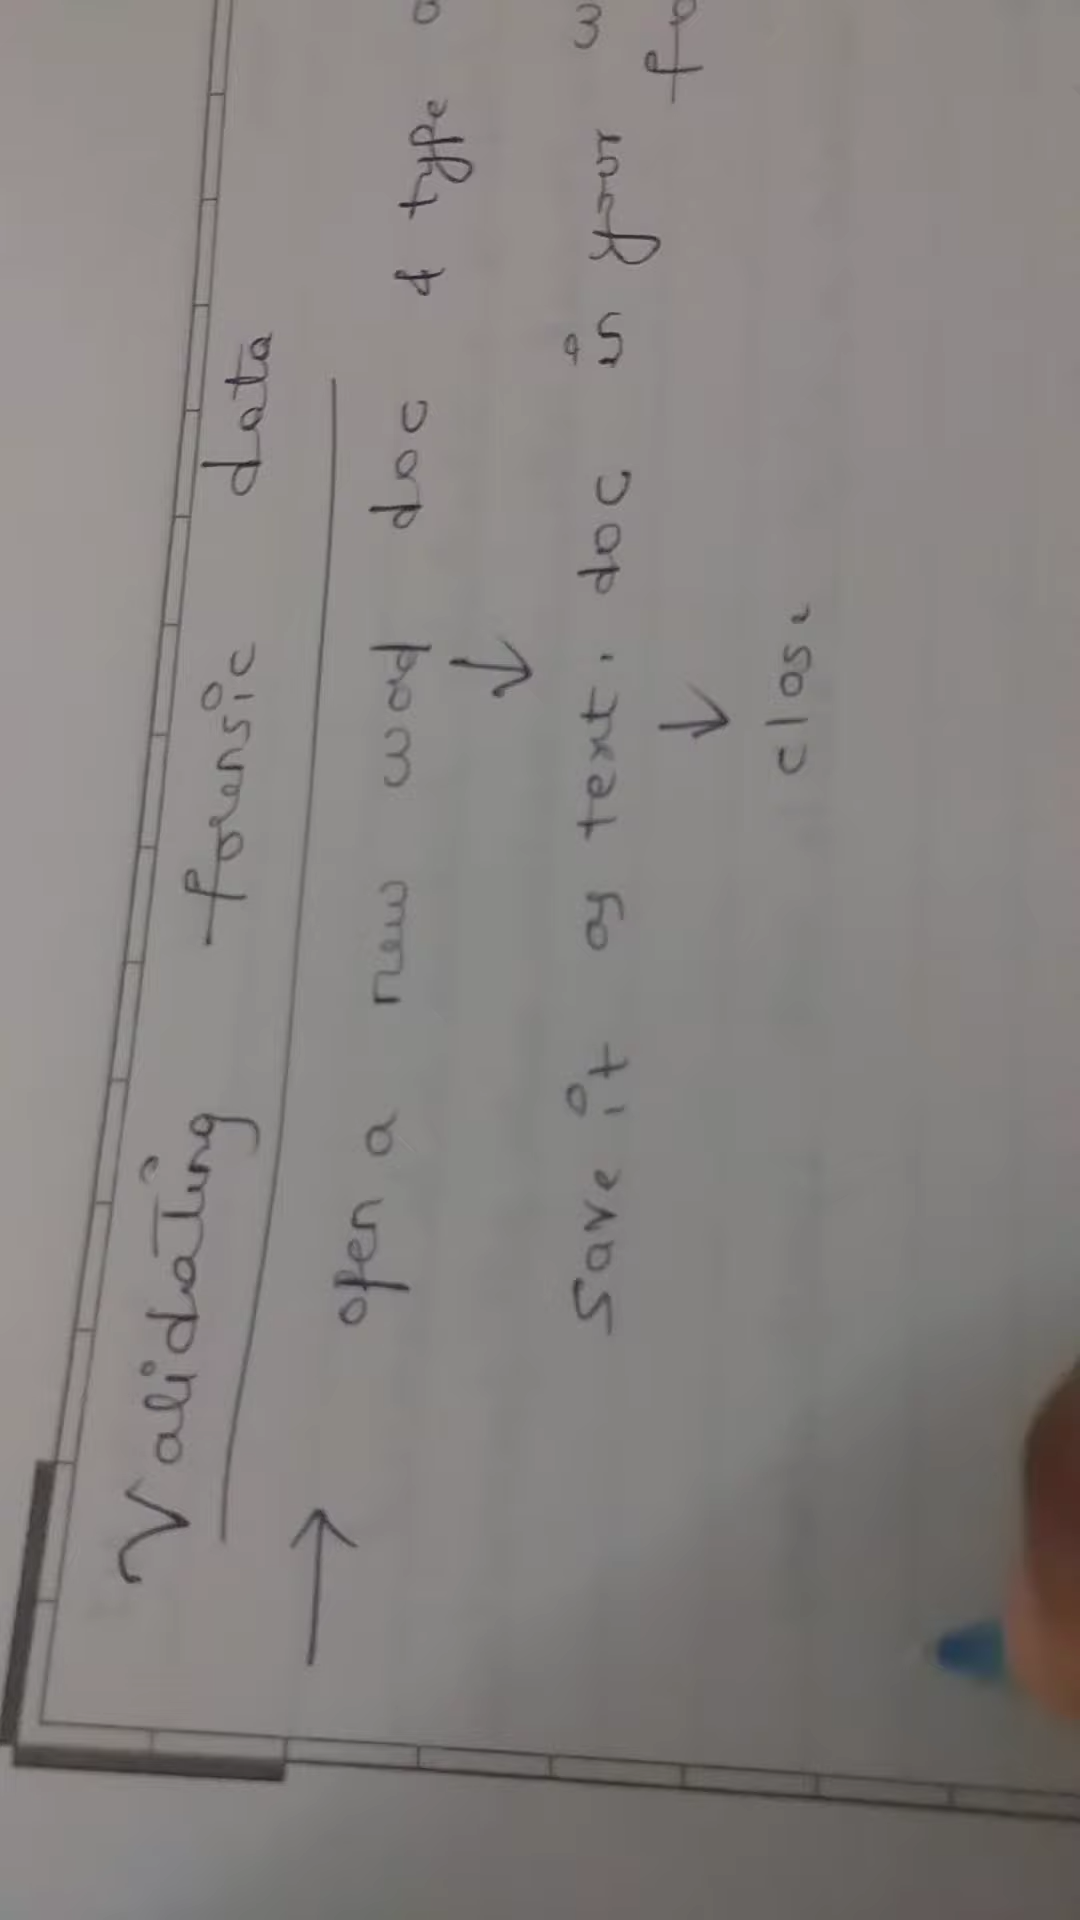 Validating forensic data
→ open a new word doc & type
↓
Save it as text. doc in your
↓
close